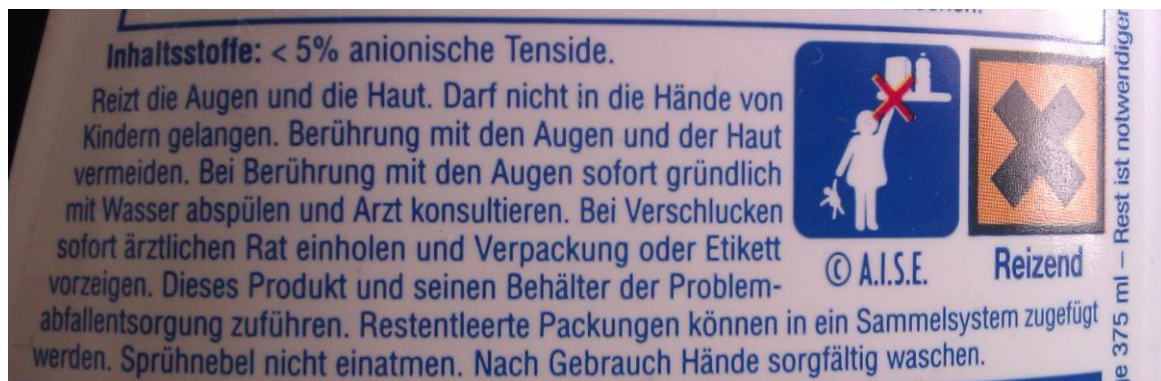 Inhaltsstoffe: < 5% anionische Tenside.
Reizt die Augen und die Haut. Darf nicht in die Hände von
Kindern gelangen. Berührung mit den Augen und der Haut
vermeiden. Bei Berührung mit den Augen sofort gründlich
mit Wasser abspülen und Arzt konsultieren. Bei Verschlucken
sofort ärztlichen Rat einholen und Verpackung oder Etikett
vorzeigen. Dieses Produkt und seinen Behälter der Problem-
abfallentsorgung zuführen. Restentleerte Packungen können in ein Sammelsystem zugefügt
werden. Sprühnebel nicht einatmen. Nach Gebrauch Hände sorgfältig waschen.
© A.I.S.E.
Reizend
375 ml – Rest ist notwendiger